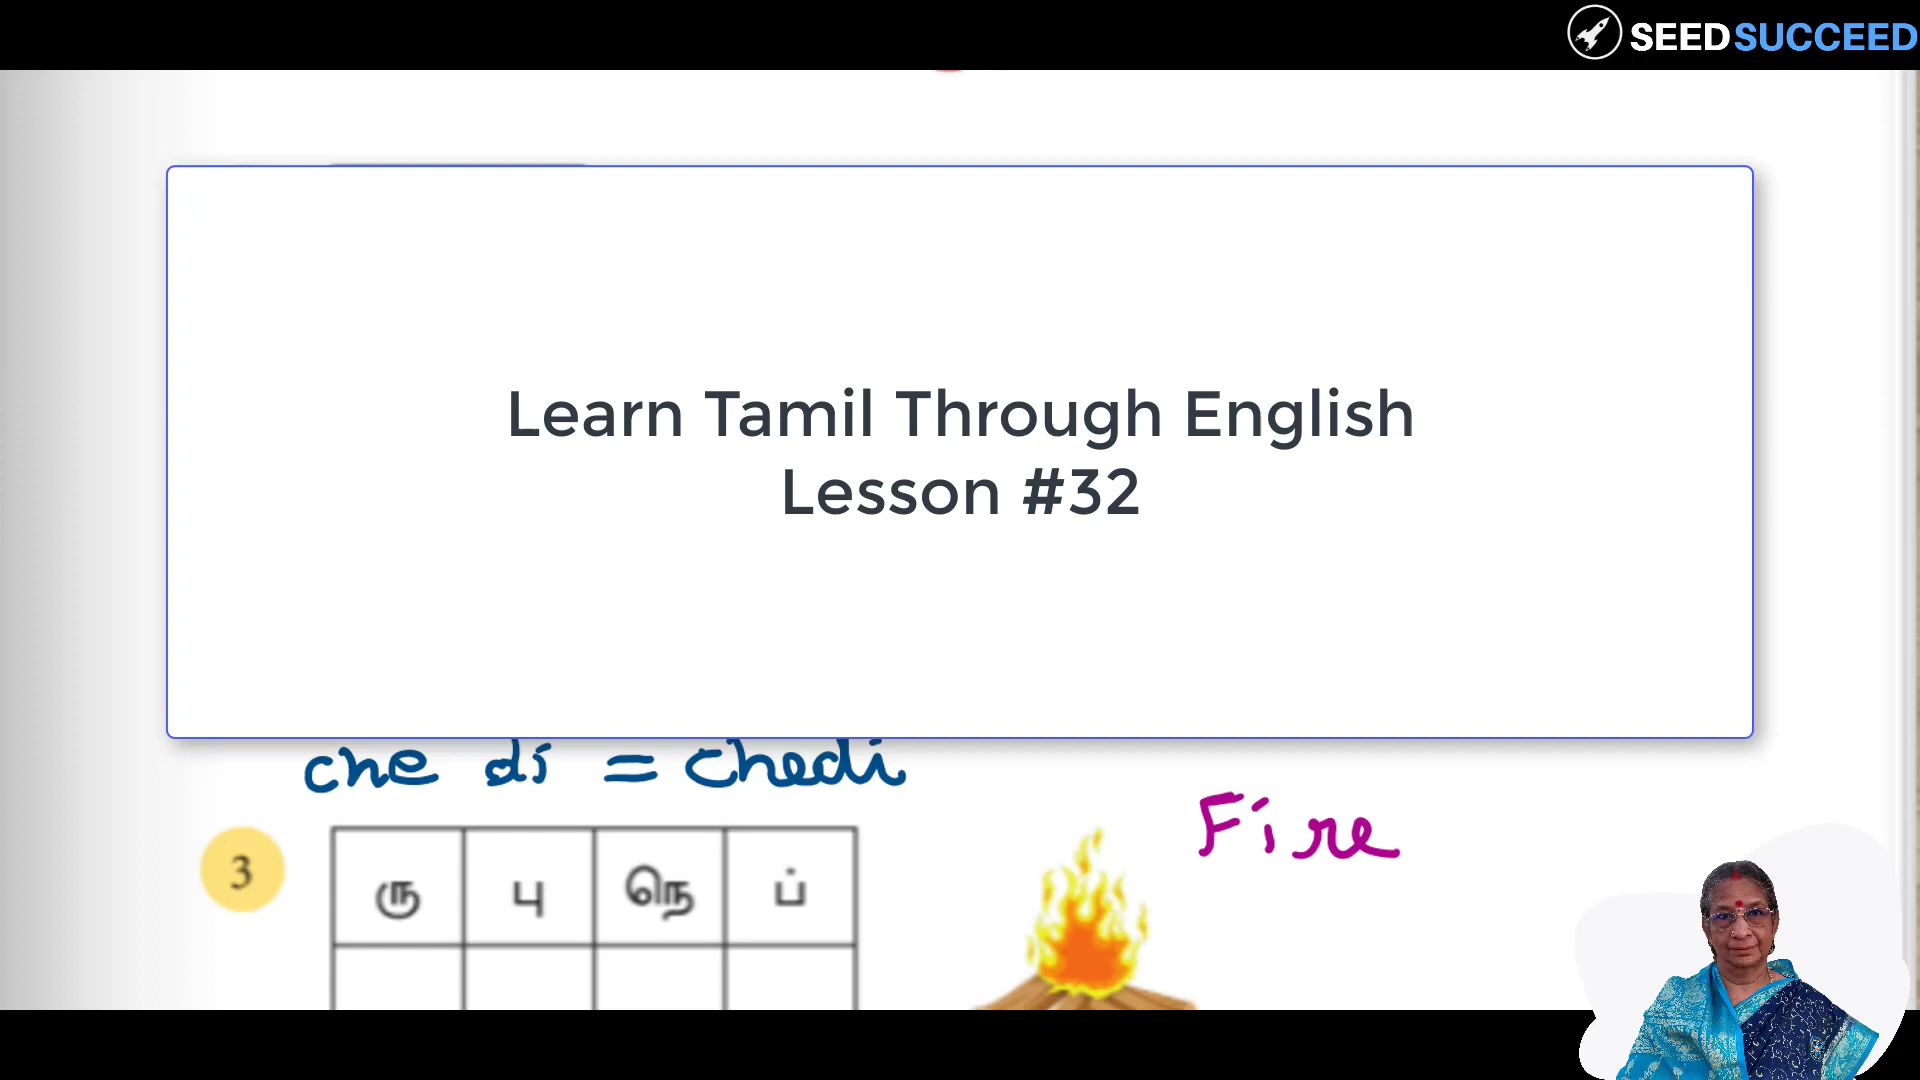 SEEDSUCCEED
Learn Tamil Through English
Lesson #32
che di = chedi
Fire
3
ரு பு நெ ப்